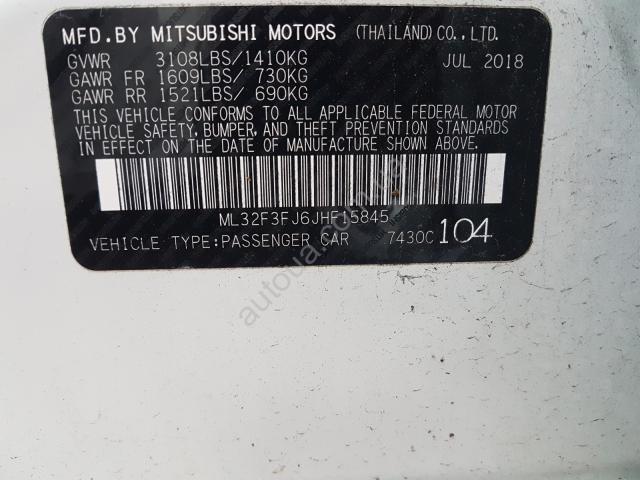 MFD.BY MITSUBISHI MOTORS (THAILAND)CO.,LTD.
GVWR 3108LBS/1410KG JUL 2018
GAWR FR 1609LBS/ 730KG
GAWR RR 1521LBS/ 690KG
THIS VEHICLE CONFORMS TO ALL APPLICABLE FEDERAL MOTOR
VEHICLE SAFETY, BUMPER, AND THEFT PREVENTION STANDARDS
IN EFFECT ON THE DATE OF MANUFACTURE SHOWN ABOVE.
ML32F3FJ6JHF15845
VEHICLE TYPE:PASSENGER CAR 7430C 104
autoua.com.ua